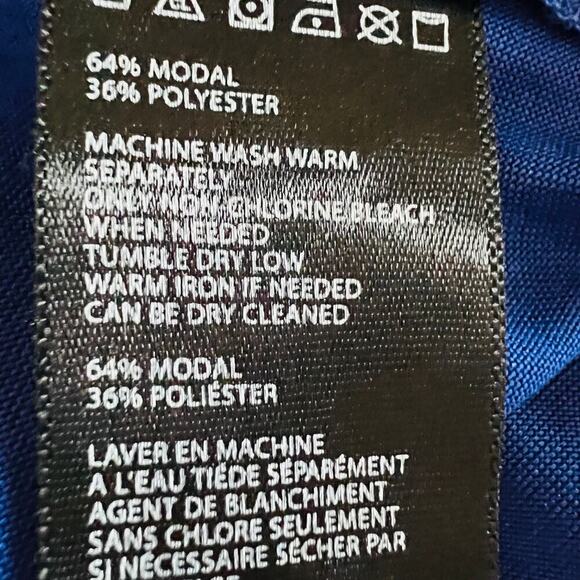 64% MODAL
36% POLYESTER
MACHINE WASH WARM
SEPARATELY
ONLY NON-CHLORINE BLEACH
WHEN NEEDED
TUMBLE DRY LOW
WARM IRON IF NEEDED
CAN BE DRY CLEANED
64% MODAL
36% POLIÉSTER
LAVER EN MACHINE
A L'EAU TIÈDE SÉPARÉMENT
AGENT DE BLANCHIMENT
SANS CHLORE SEULEMENT
SI NÉCESSAIRE SÉCHER PAR